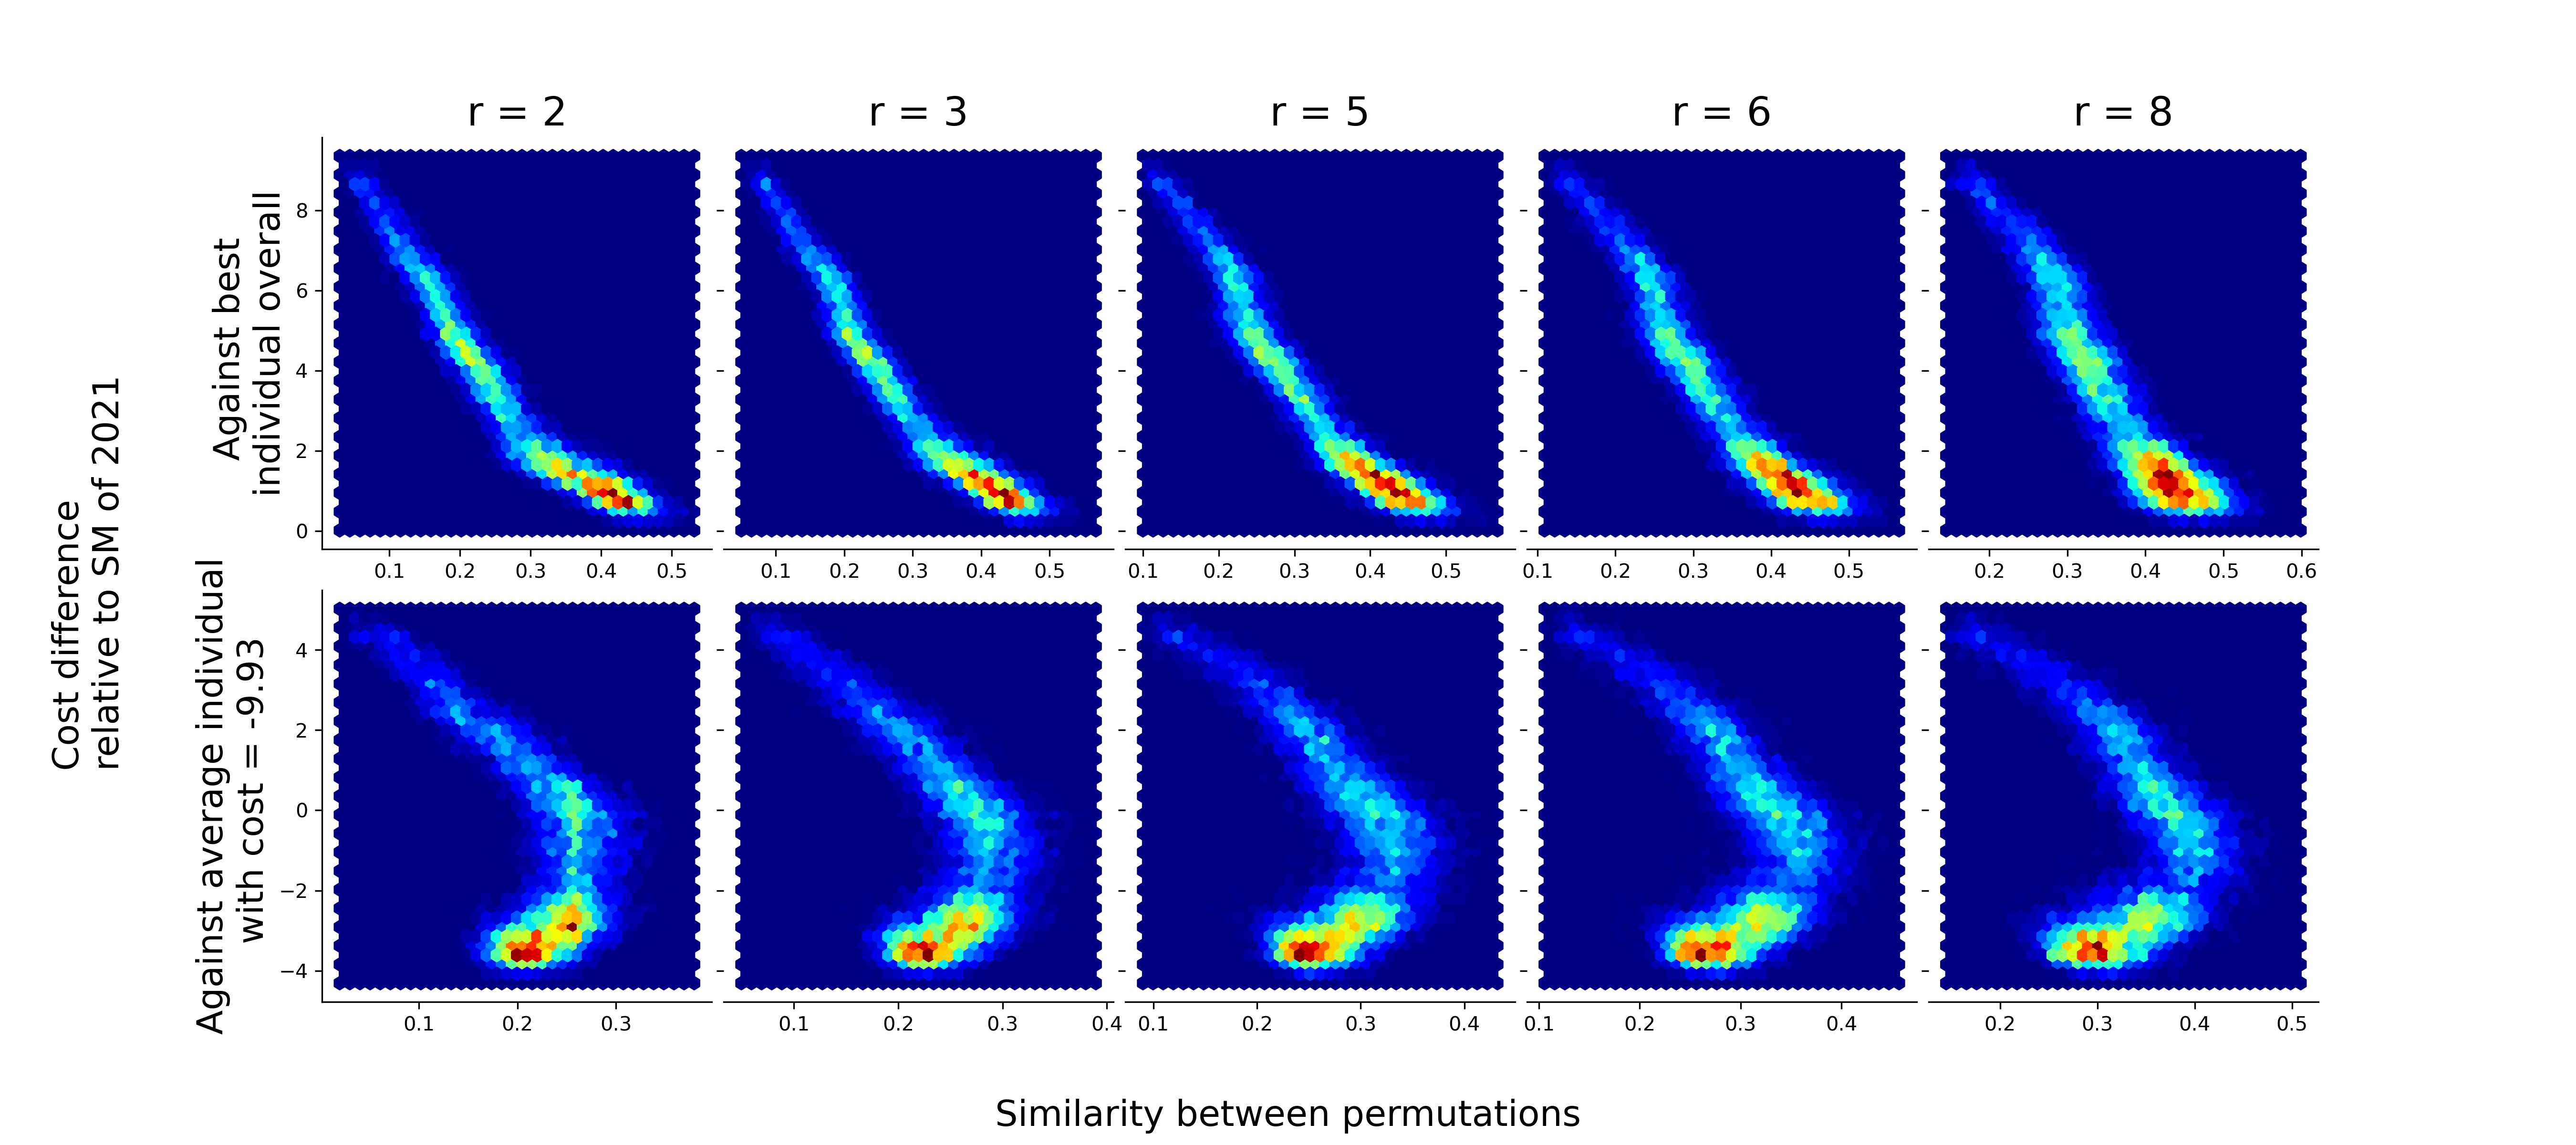 r = 2
r = 3
r = 5
r = 6
r = 8
Cost difference
relative to SM of 2021
Against best
individual overall
8
6
4
2
0
0.1 0.2 0.3 0.4 0.5
0.1 0.2 0.3 0.4 0.5
0.1 0.2 0.3 0.4 0.5
0.1 0.2 0.3 0.4 0.5
0.2 0.3 0.4 0.5 0.6
Against average individual
with cost = -9.93
4
2
0
−2
−4
0.1 0.2 0.3
0.1 0.2 0.3 0.4
0.1 0.2 0.3 0.4
0.1 0.2 0.3 0.4
0.2 0.3 0.4 0.5
Similarity between permutations